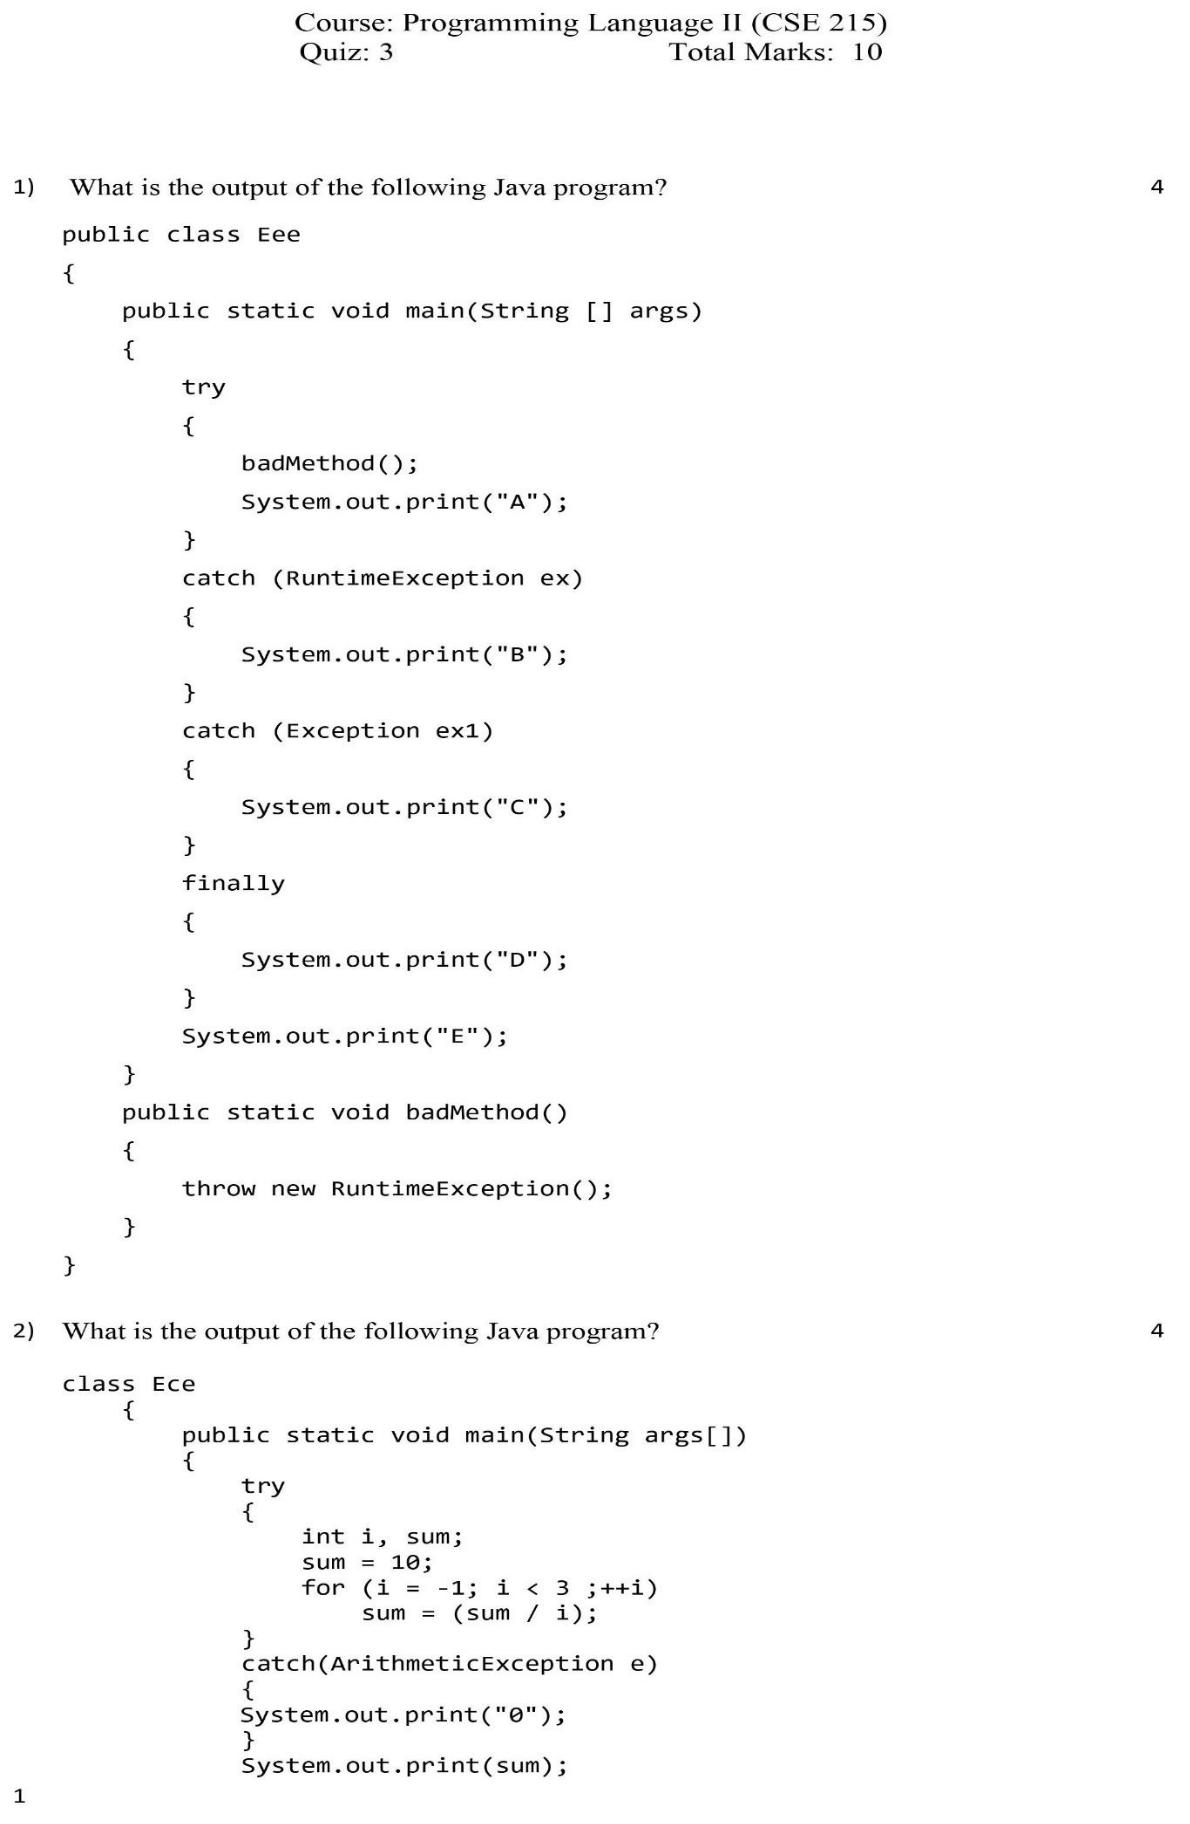 Course: Programming Language II (CSE 215)
Quiz: 3 Total Marks: 10
1) What is the output of the following Java program? 4
public class Eee
{
public static void main(String [] args)
{
try
{
badMethod();
System.out.print("A");
}
catch (RuntimeException ex)
{
System.out.print("B");
}
catch (Exception ex1)
{
System.out.print("C");
}
finally
{
System.out.print("D");
}
System.out.print("E");
}
public static void badMethod()
{
throw new RuntimeException();
}
}
2) What is the output of the following Java program? 4
class Ece
{
public static void main(String args[])
{
try
{
int i, sum;
sum = 10;
for (i = -1; i < 3 ;++i)
sum = (sum / i);
}
catch(ArithmeticException e)
{
System.out.print("0");
}
System.out.print(sum);
1